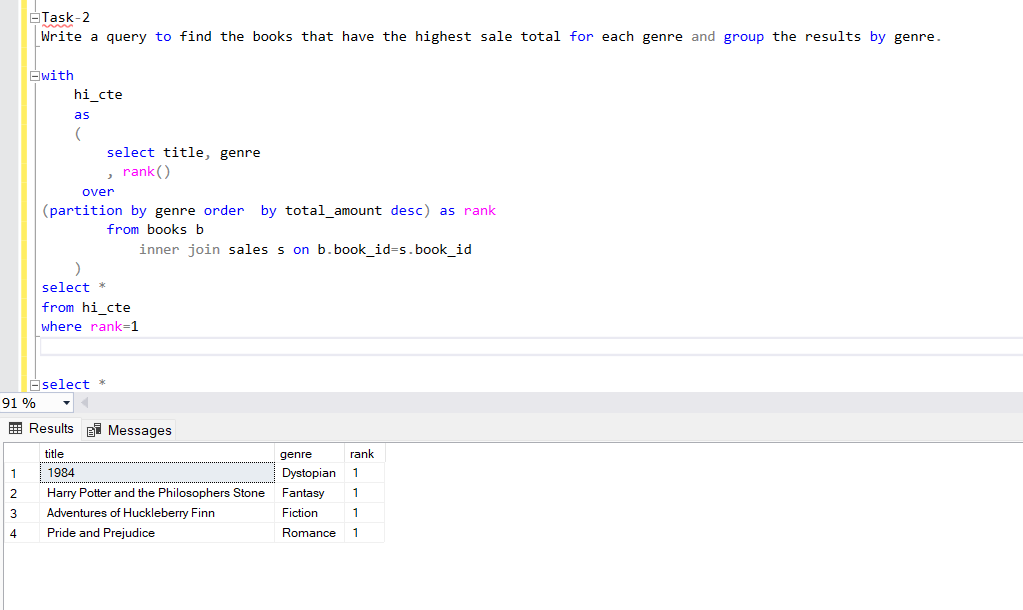 Task-2
Write a query to find the books that have the highest sale total for each genre and group the results by genre.
with
hi_cte
as
(
select title, genre
, rank()
over
(partition by genre order  by total_amount desc) as rank
from books b
inner join sales s on b.book_id=s.book_id
)
select *
from hi_cte
where rank=1
select *
91 %
Results Messages
title genre rank
1 1984 Dystopian 1
2 Harry Potter and the Philosophers Stone Fantasy 1
3 Adventures of Huckleberry Finn Fiction 1
4 Pride and Prejudice Romance 1